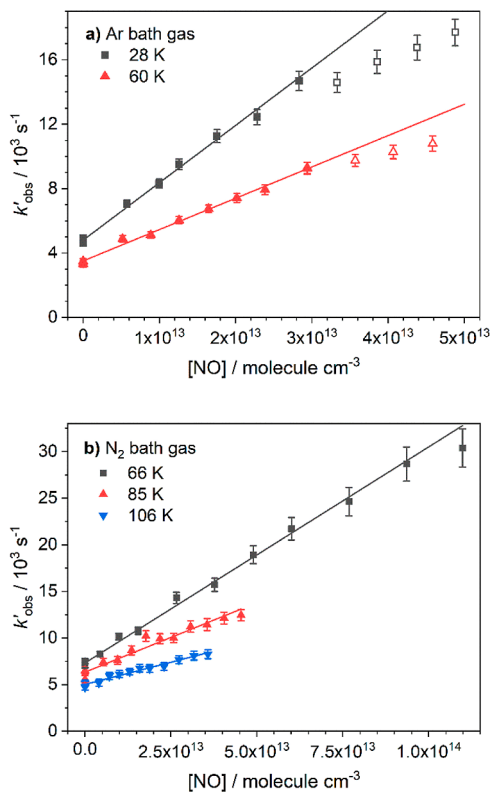 a) Ar bath gas
28 K
60 K
16
12
8
4
0
k′obs / 10³ s⁻¹
0
1x10¹³
2x10¹³
3x10¹³
4x10¹³
5x10¹³
[NO] / molecule cm⁻³
b) N₂ bath gas
66 K
85 K
106 K
30
25
20
15
10
5
0
k′obs / 10³ s⁻¹
0.0
2.5x10¹³
5.0x10¹³
7.5x10¹³
1.0x10¹⁴
[NO] / molecule cm⁻³